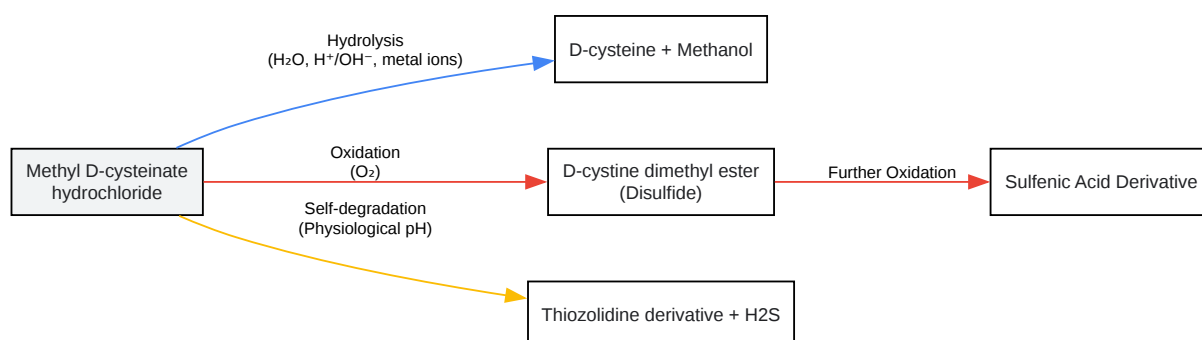 Hydrolysis
(H₂O, H⁺/OH⁻, metal ions)
D-cysteine + Methanol
Methyl D-cysteinate
hydrochloride
Oxidation
(O₂)
D-cystine dimethyl ester
(Disulfide)
Further Oxidation
Sulfenic Acid Derivative
Self-degradation
(Physiological pH)
Thiozolidine derivative + H2S